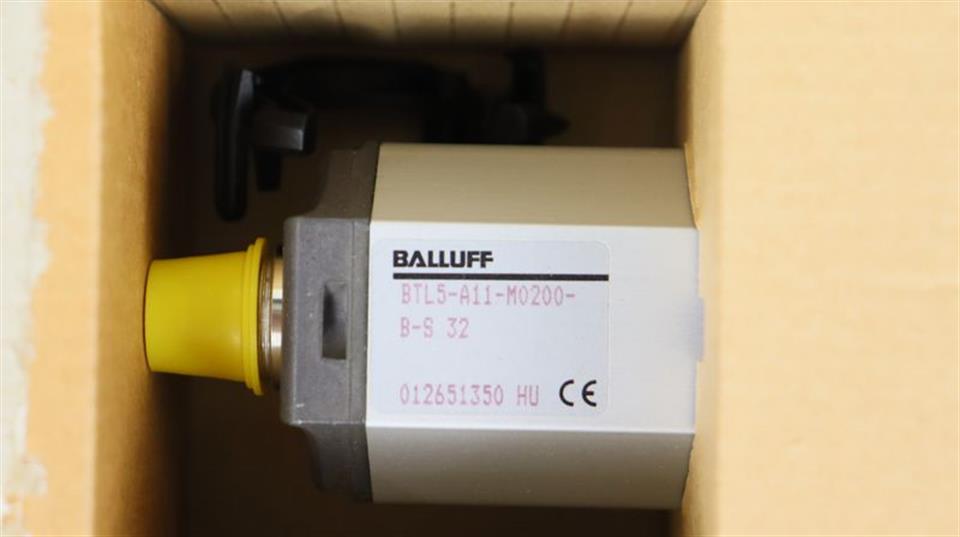 BALLUFF
BTL5-A11-M0200-
B-S 32
012651350 HU CE